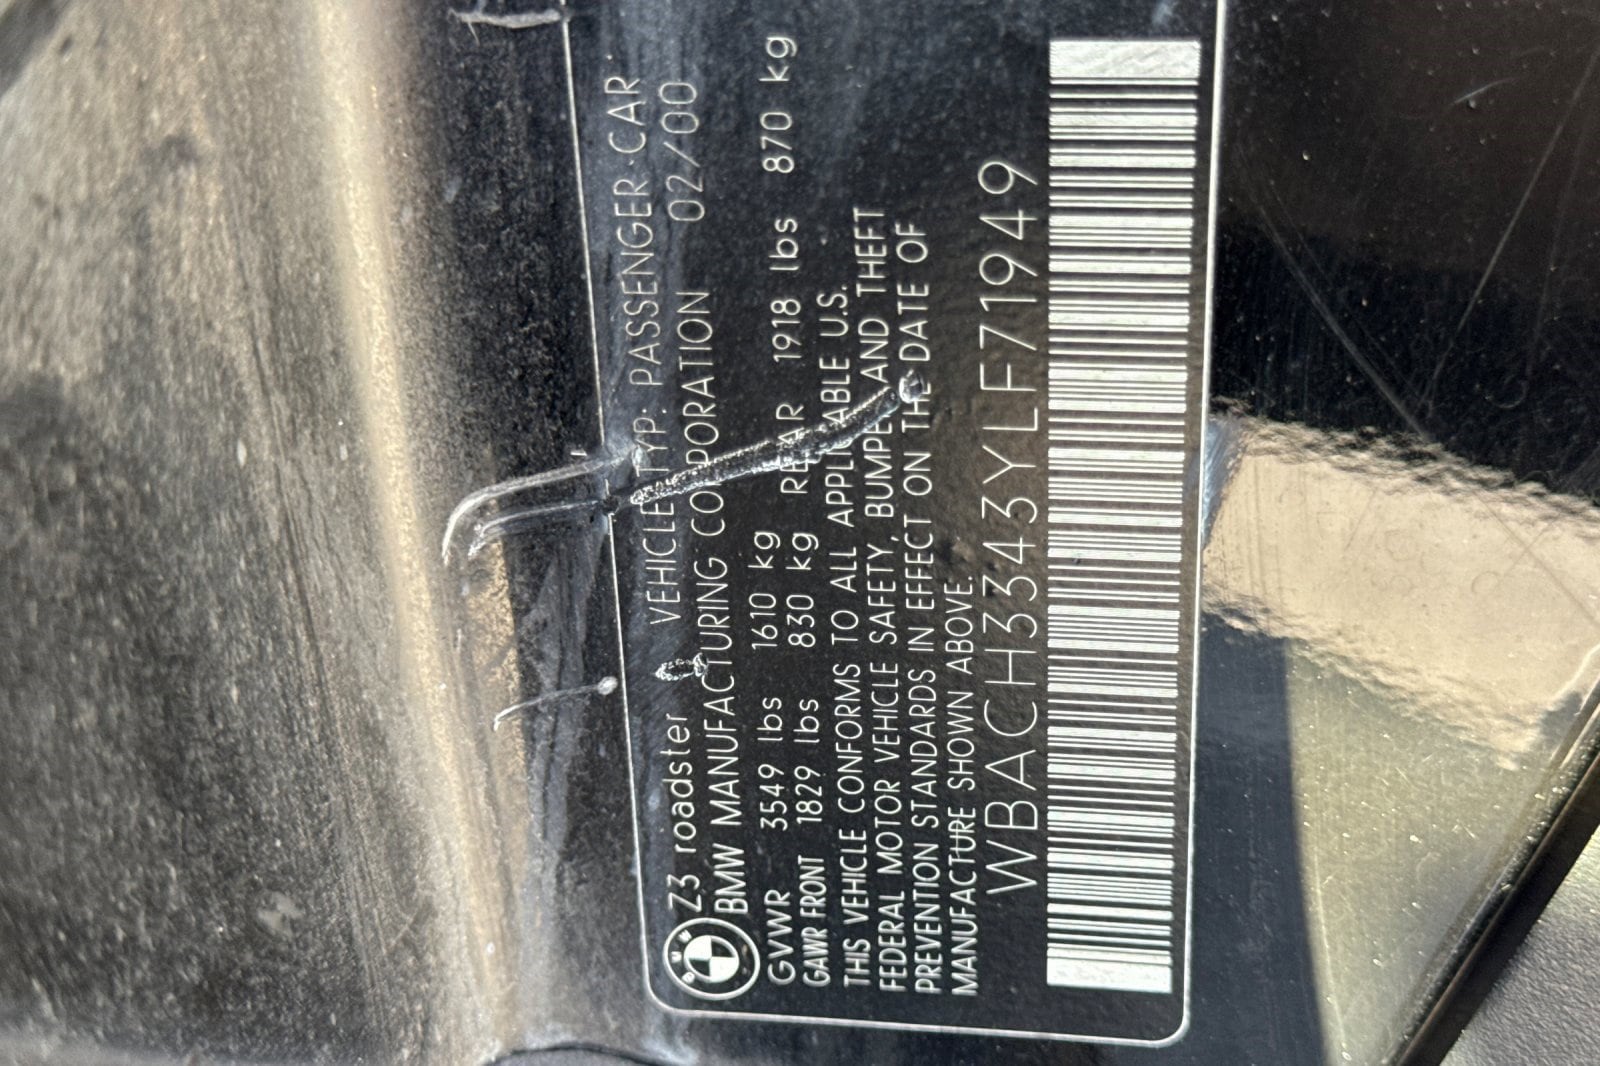 BMW
Z3 roadster VEHICLE TYP: PASSENGER CAR
BMW MANUFACTURING CORPORATION 02/00
GVWR 3549 lbs 1610 kg
GAWR FRONT 1829 lbs 830 kg REAR 1918 lbs 870 kg
THIS VEHICLE CONFORMS TO ALL APPLICABLE U.S.
FEDERAL MOTOR VEHICLE SAFETY, BUMPER, AND THEFT
PREVENTION STANDARDS IN EFFECT ON THE DATE OF
MANUFACTURE SHOWN ABOVE.
WBACH3343YLF71949